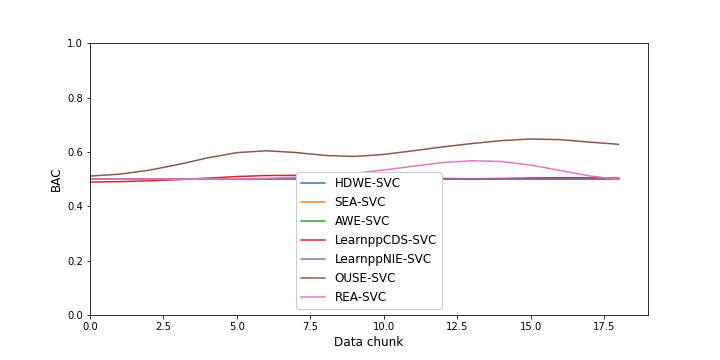 1.0
0.8
0.6
0.4
0.2
0.0
BAC
HDWE-SVC
SEA-SVC
AWE-SVC
LearnppCDS-SVC
LearnppNIE-SVC
OUSE-SVC
REA-SVC
0.0 2.5 5.0 7.5 10.0 12.5 15.0 17.5
Data chunk